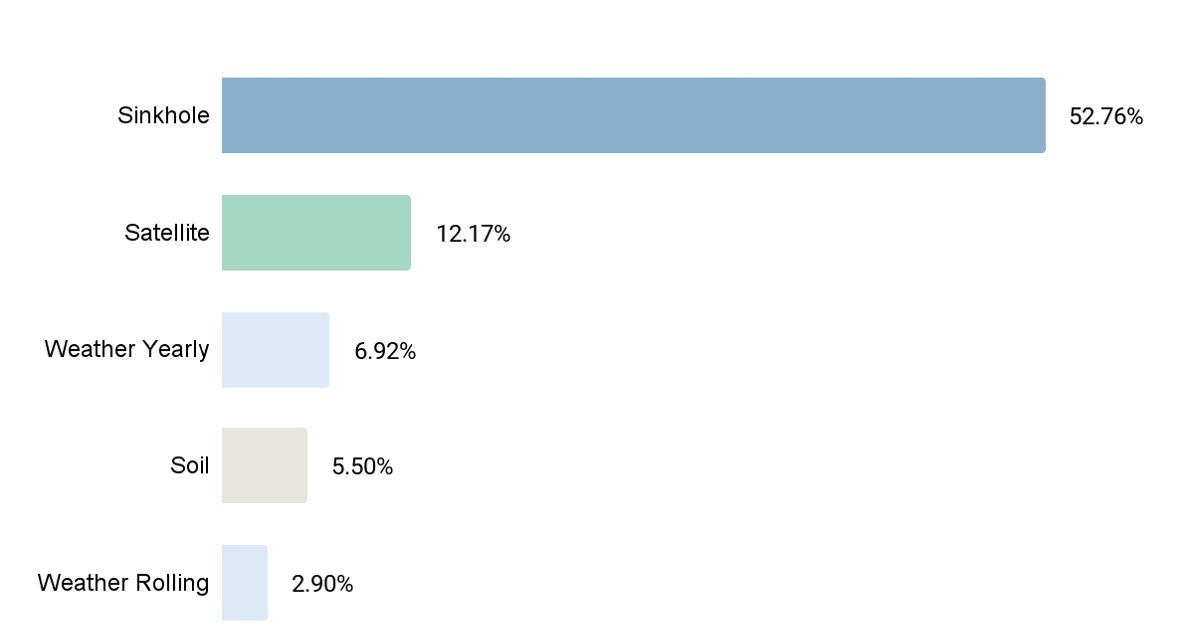 Sinkhole 52.76%
Satellite 12.17%
Weather Yearly 6.92%
Soil 5.50%
Weather Rolling 2.90%